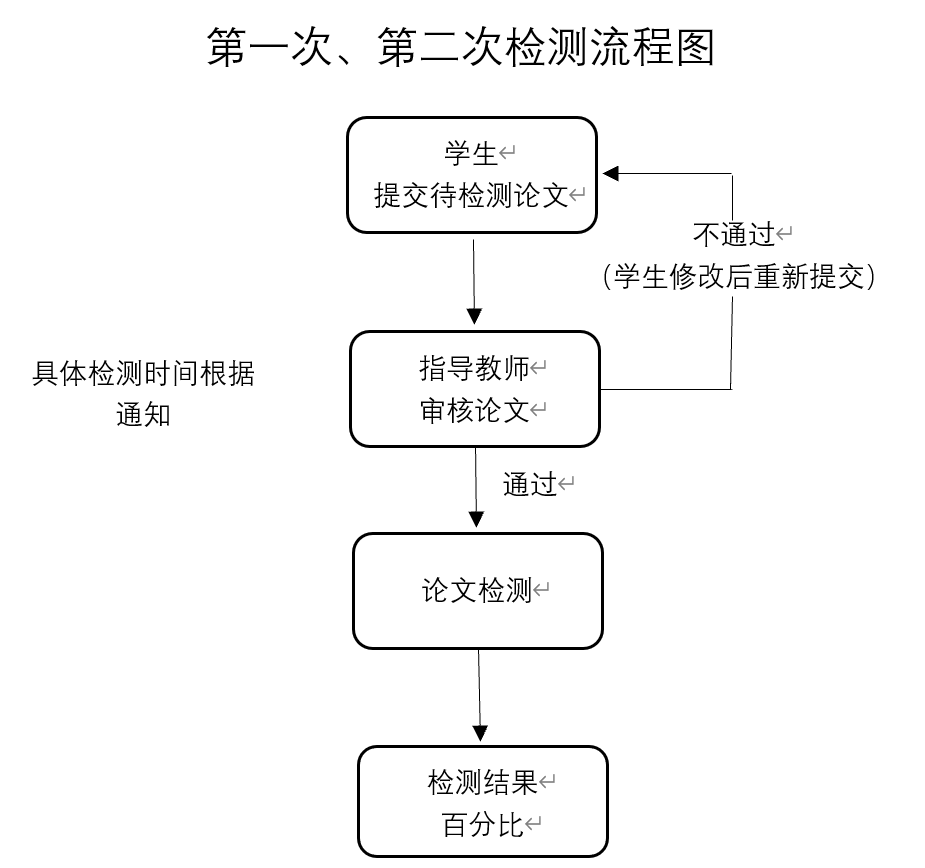 第一次、第二次检测流程图
学生
提交待检测论文
不通过
（学生修改后重新提交）
具体检测时间根据
通知
指导教师
审核论文
通过
论文检测
检测结果
百分比